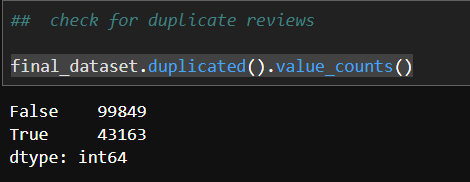 ##  check for duplicate reviews
final_dataset.duplicated().value_counts()
False    99849
True     43163
dtype: int64